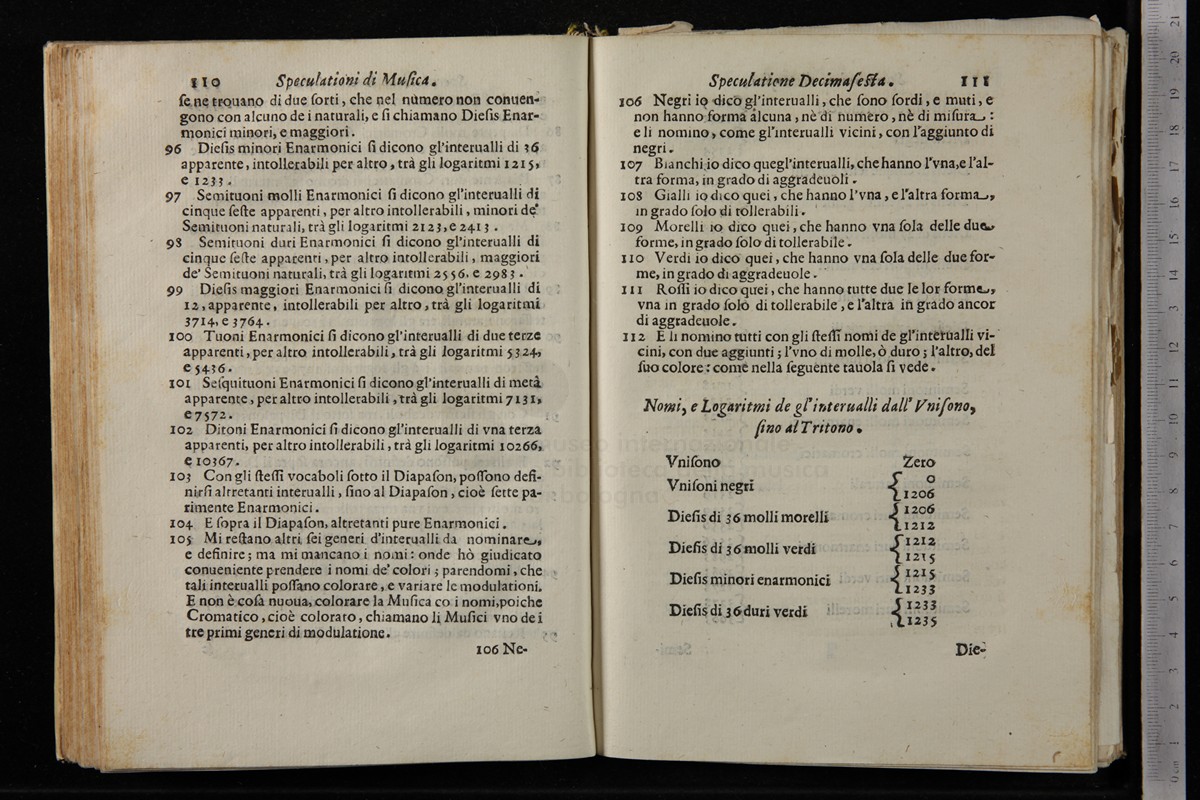 110 Speculationi di Musica.
ſe ne trouano di due ſorti, che nel numero non conuen-
gono con alcuno de i naturali, e ſi chiamano Dieſis Enar-
monici minori, e maggiori.
96 Dieſis minori Enarmonici ſi dicono gl'interualli di 36
apparente, intollerabili per altro, trà gli logaritmi 1215,
e 1233.
97 Semituoni molli Enarmonici ſi dicono gl'interualli di
cinque ſeſte apparenti, per altro intollerabili, minori de'
Semituoni naturali, trà gli logaritmi 2123, e 2413.
98 Semituoni duri Enarmonici ſi dicono gl'interualli di
cinque ſeſte apparenti, per altro intollerabili, maggiori
de' Semituoni naturali, trà gli logaritmi 2556. e 2983.
99 Dieſis maggiori Enarmonici ſi dicono gl'interualli di
12, apparente, intollerabili per altro, trà gli logaritmi
3714, e 3764.
100 Tuoni Enarmonici ſi dicono gl'interualli di due terze
apparenti, per altro intollerabili, trà gli logaritmi 5324,
e 5436.
101 Seſquituoni Enarmonici ſi dicono gl'interualli di metà
apparente, per altro intollerabili, trà gli logaritmi 7131,
e 7572.
102 Ditoni Enarmonici ſi dicono gl'interualli di vna terza
apparenti, per altro intollerabili, trà gli logaritmi 10266,
e 10367.
103 Con gli ſteſſi vocaboli ſotto il Diapaſon, poſſono defi-
nirſi altretanti interualli, fino al Diapaſon, cioè ſette pa-
rimente Enarmonici.
104 E ſopra il Diapaſon, altretanti pure Enarmonici.
105 Mi reſtano altri ſei generi d'interualli da nominare,
e definire; ma mi mancano i nomi: onde hò giudicato
conueniente prendere i nomi de' colori; parendomi, che
tali interualli poſſano colorare, e variare le modulationi.
E non è coſa nuoua, colorare la Muſica co i nomi, poiche
Cromatico, cioè colorato, chiamano li Muſici vno de i
tre primi generi di modulatione.
106 Ne-
Speculatione Decimaſeſta. 111
106 Negri io dico gl'interualli, che ſono ſordi, e muti, e
non hanno forma alcuna, nè di numero, nè di miſura:
e li nomino, come gl'interualli vicini, con l'aggiunto di
negri.
107 Bianchi io dico quegl'interualli, che hanno l'vna, e l'al-
tra forma, in grado di aggradeuoli.
108 Gialli io dico quei, che hanno l'vna, e l'altra forma,
in grado ſolo di tollerabili.
109 Morelli io dico quei, che hanno vna ſola delle due
forme, in grado ſolo di tollerabile.
110 Verdi io dico quei, che hanno vna ſola delle due for-
me, in grado di aggradeuole.
111 Roſſi io dico quei, che hanno tutte due le lor forme,
vna in grado ſolo di tollerabile, e l'altra in grado ancor
di aggradeuole.
112 E li nomino tutti con gli ſteſſi nomi de gl'interualli vi-
cini, con due aggiunti; l'vno di molle, ò duro; l'altro, del
ſuo colore: come nella ſeguente tauola ſi vede.
Nomi, e Logaritmi de gl'interualli dall' Vniſono,
fino al Tritono.
Vniſono Zero
Vniſoni negri { 0
1206
Dieſis di 36 molli morelli { 1206
1212
Dieſis di 36 molli verdi { 1212
1215
Dieſis minori enarmonici { 1215
1233
Dieſis di 36 duri verdi { 1233
1235
Die-
museo internazionale
biblioteca della musica
bologna